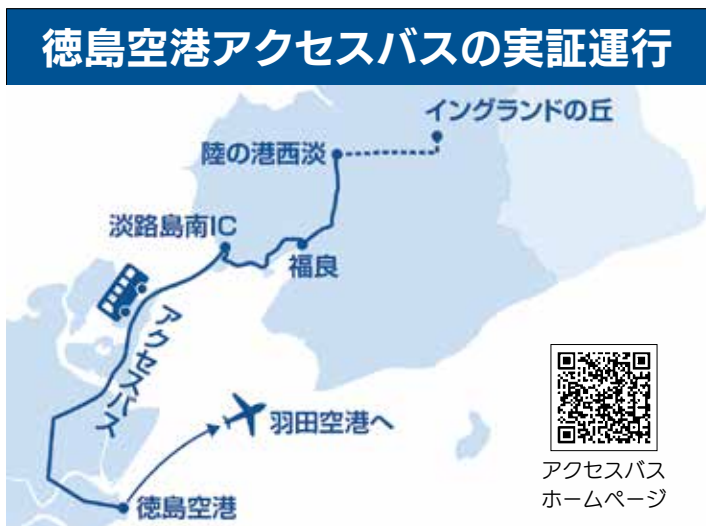 徳島空港アクセスバスの実証運行
イングランドの丘
陸の港西淡
淡路島南IC
福良
アクセスバス
羽田空港へ
徳島空港
アクセスバス
ホームページ